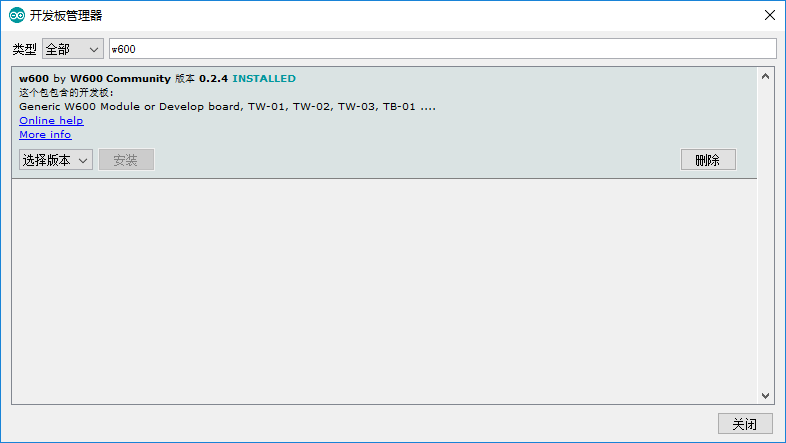 开发板管理器
类型 全部 w600
w600 by W600 Community 版本 0.2.4 INSTALLED
这个包包含的开发板:
Generic W600 Module or Develop board, TW-01, TW-02, TW-03, TB-01 ....
Online help
More info
选择版本 安装 删除
关闭